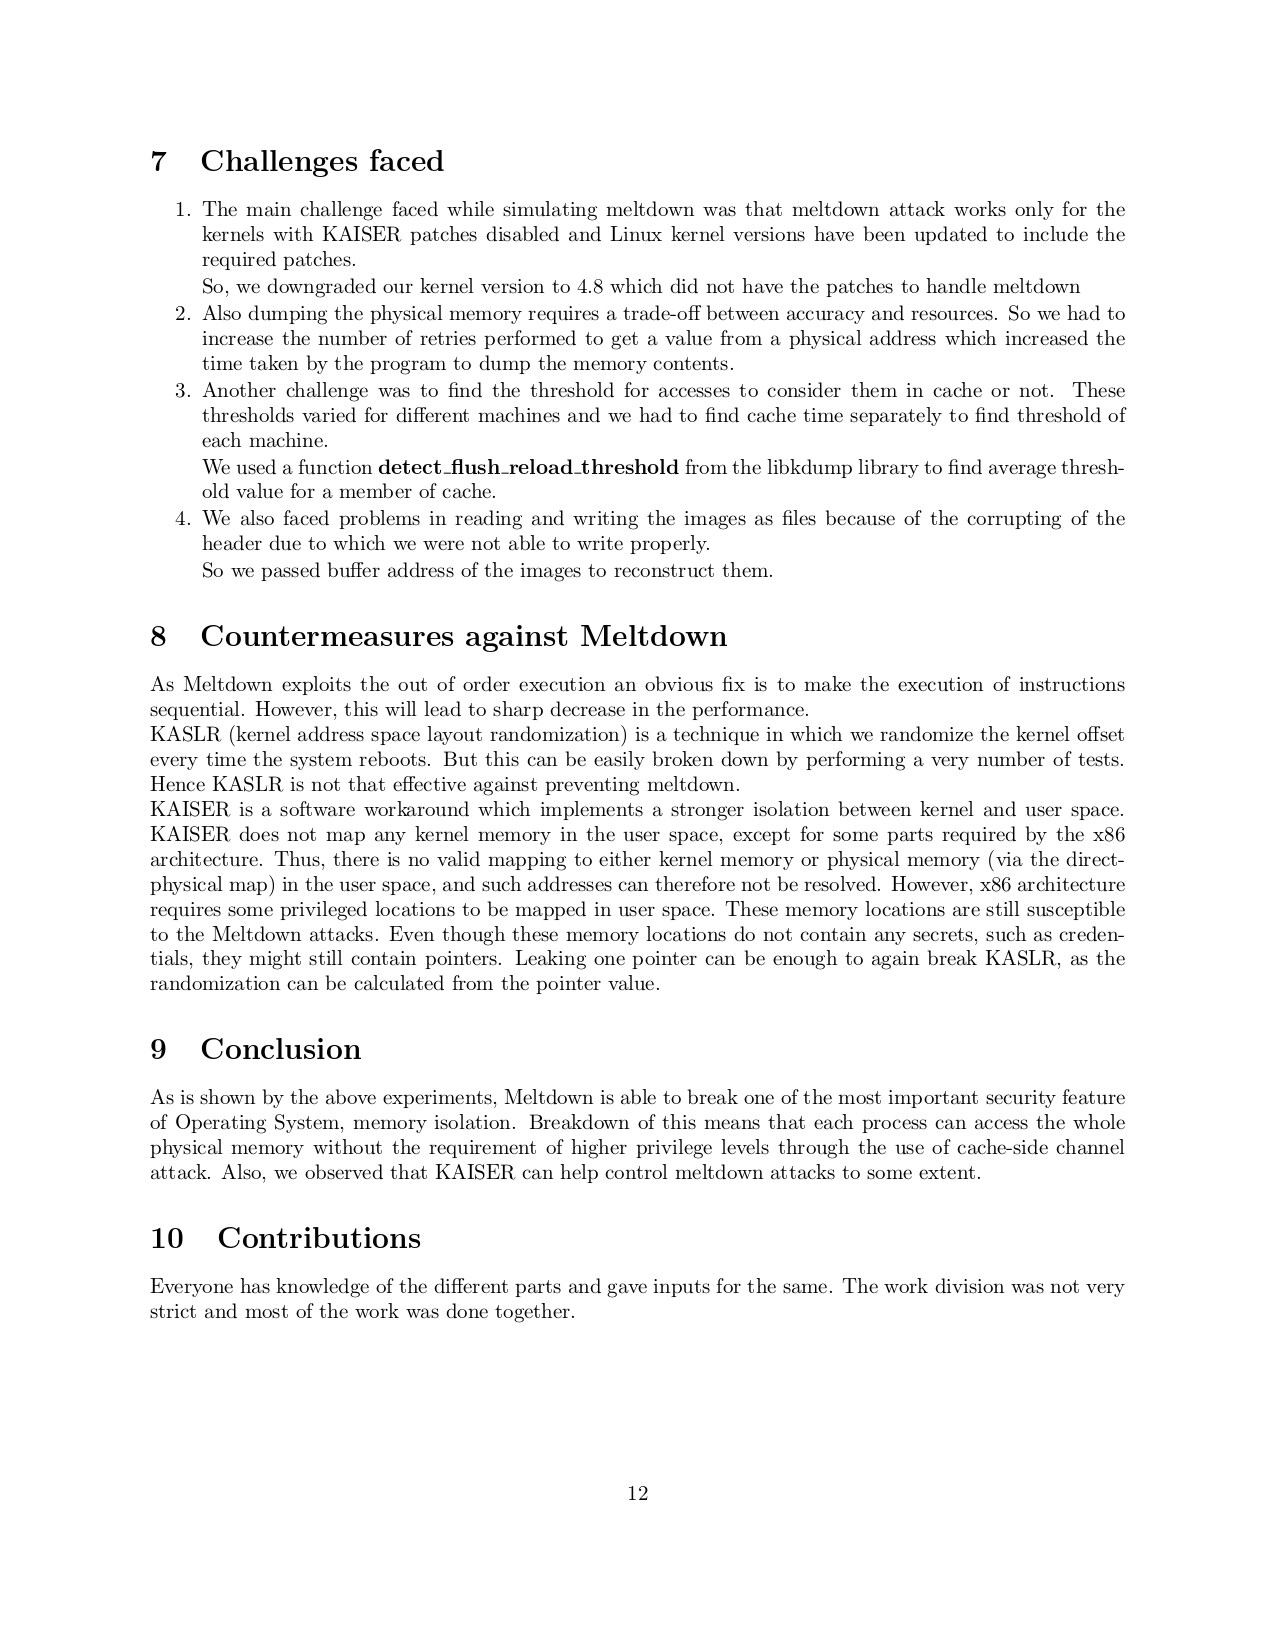 7 Challenges faced
1. The main challenge faced while simulating meltdown was that meltdown attack works only for the
kernels with KAISER patches disabled and Linux kernel versions have been updated to include the
required patches.
So, we downgraded our kernel version to 4.8 which did not have the patches to handle meltdown
2. Also dumping the physical memory requires a trade-off between accuracy and resources. So we had to
increase the number of retries performed to get a value from a physical address which increased the
time taken by the program to dump the memory contents.
3. Another challenge was to find the threshold for accesses to consider them in cache or not. These
thresholds varied for different machines and we had to find cache time separately to find threshold of
each machine.
We used a function detect_flush_reload_threshold from the libkdump library to find average thresh-
old value for a member of cache.
4. We also faced problems in reading and writing the images as files because of the corrupting of the
header due to which we were not able to write properly.
So we passed buffer address of the images to reconstruct them.
8 Countermeasures against Meltdown
As Meltdown exploits the out of order execution an obvious fix is to make the execution of instructions
sequential. However, this will lead to sharp decrease in the performance.
KASLR (kernel address space layout randomization) is a technique in which we randomize the kernel offset
every time the system reboots. But this can be easily broken down by performing a very number of tests.
Hence KASLR is not that effective against preventing meltdown.
KAISER is a software workaround which implements a stronger isolation between kernel and user space.
KAISER does not map any kernel memory in the user space, except for some parts required by the x86
architecture. Thus, there is no valid mapping to either kernel memory or physical memory (via the direct-
physical map) in the user space, and such addresses can therefore not be resolved. However, x86 architecture
requires some privileged locations to be mapped in user space. These memory locations are still susceptible
to the Meltdown attacks. Even though these memory locations do not contain any secrets, such as creden-
tials, they might still contain pointers. Leaking one pointer can be enough to again break KASLR, as the
randomization can be calculated from the pointer value.
9 Conclusion
As is shown by the above experiments, Meltdown is able to break one of the most important security feature
of Operating System, memory isolation. Breakdown of this means that each process can access the whole
physical memory without the requirement of higher privilege levels through the use of cache-side channel
attack. Also, we observed that KAISER can help control meltdown attacks to some extent.
10 Contributions
Everyone has knowledge of the different parts and gave inputs for the same. The work division was not very
strict and most of the work was done together.
12